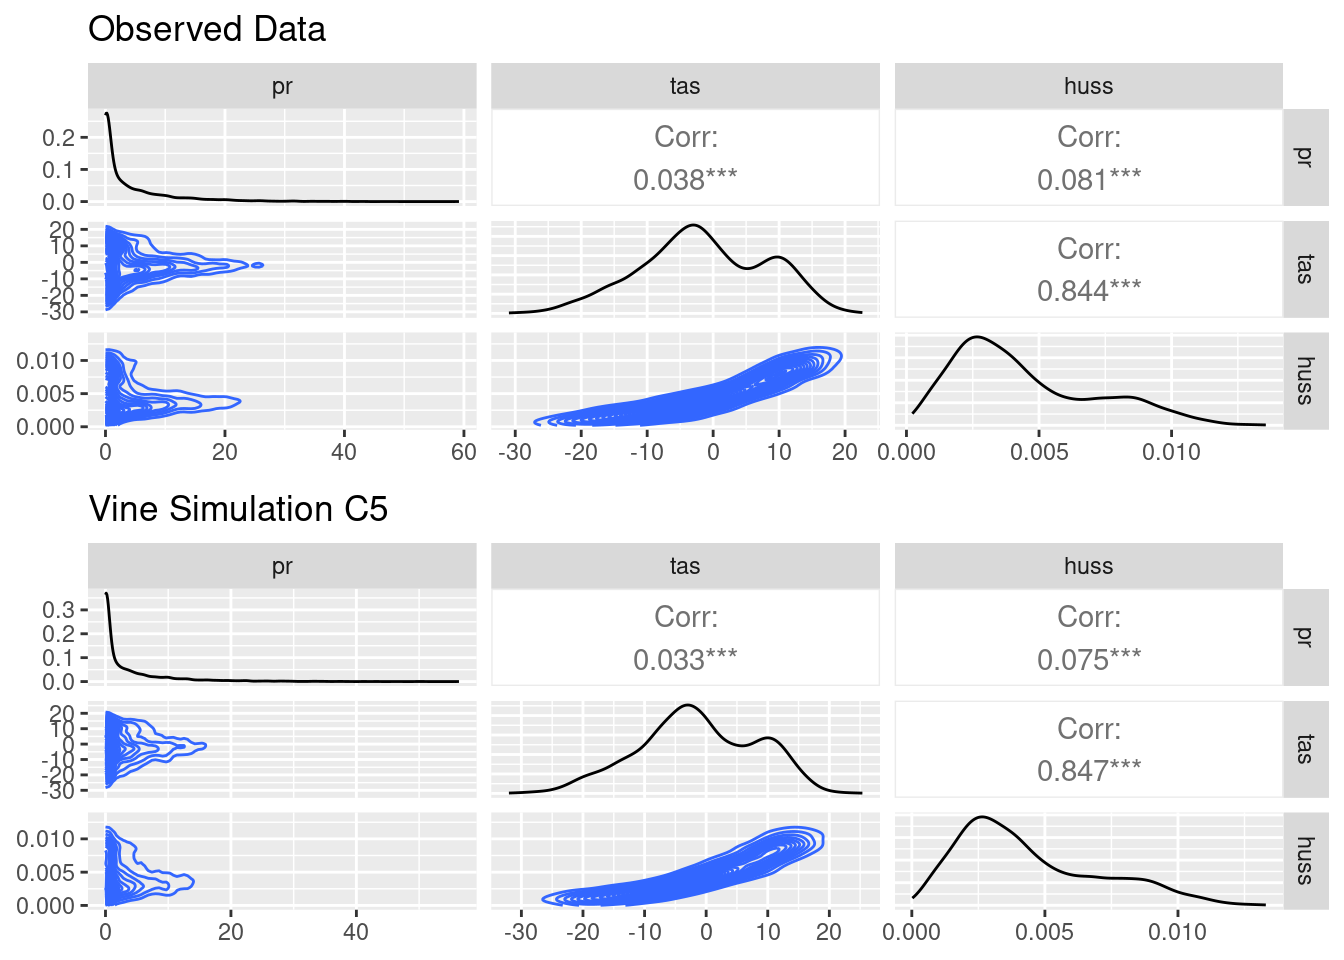 Observed Data
pr tas huss
0.2
0.1
0.0
Corr:
0.038***
Corr:
0.081***
pr
20
10
0
-10
-20
-30
Corr:
0.844***
tas
0.010
0.005
0.000
huss
0 20 40 60 -30 -20 -10 0 10 20 0.000 0.005 0.010
Vine Simulation C5
pr tas huss
0.3
0.2
0.1
0.0
Corr:
0.033***
Corr:
0.075***
pr
20
10
0
-10
-20
-30
Corr:
0.847***
tas
0.010
0.005
0.000
huss
0 20 40 -30 -20 -10 0 10 20 0.000 0.005 0.010